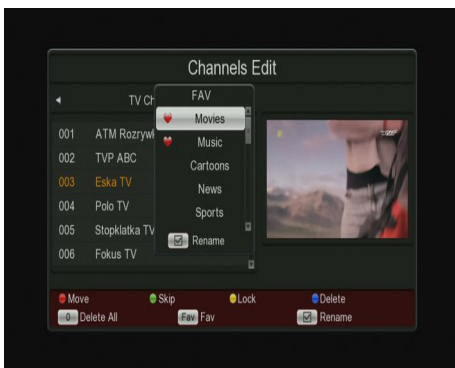 Channels Edit
TV Ch
FAV
Movies
Music
Cartoons
News
Sports
Rename
001 ATM Rozryw
002 TVP ABC
003 Eska TV
004 Polo TV
005 Stopklatka TV
006 Fokus TV
Move Skip Lock Delete
0 Delete All Fav Fav Rename